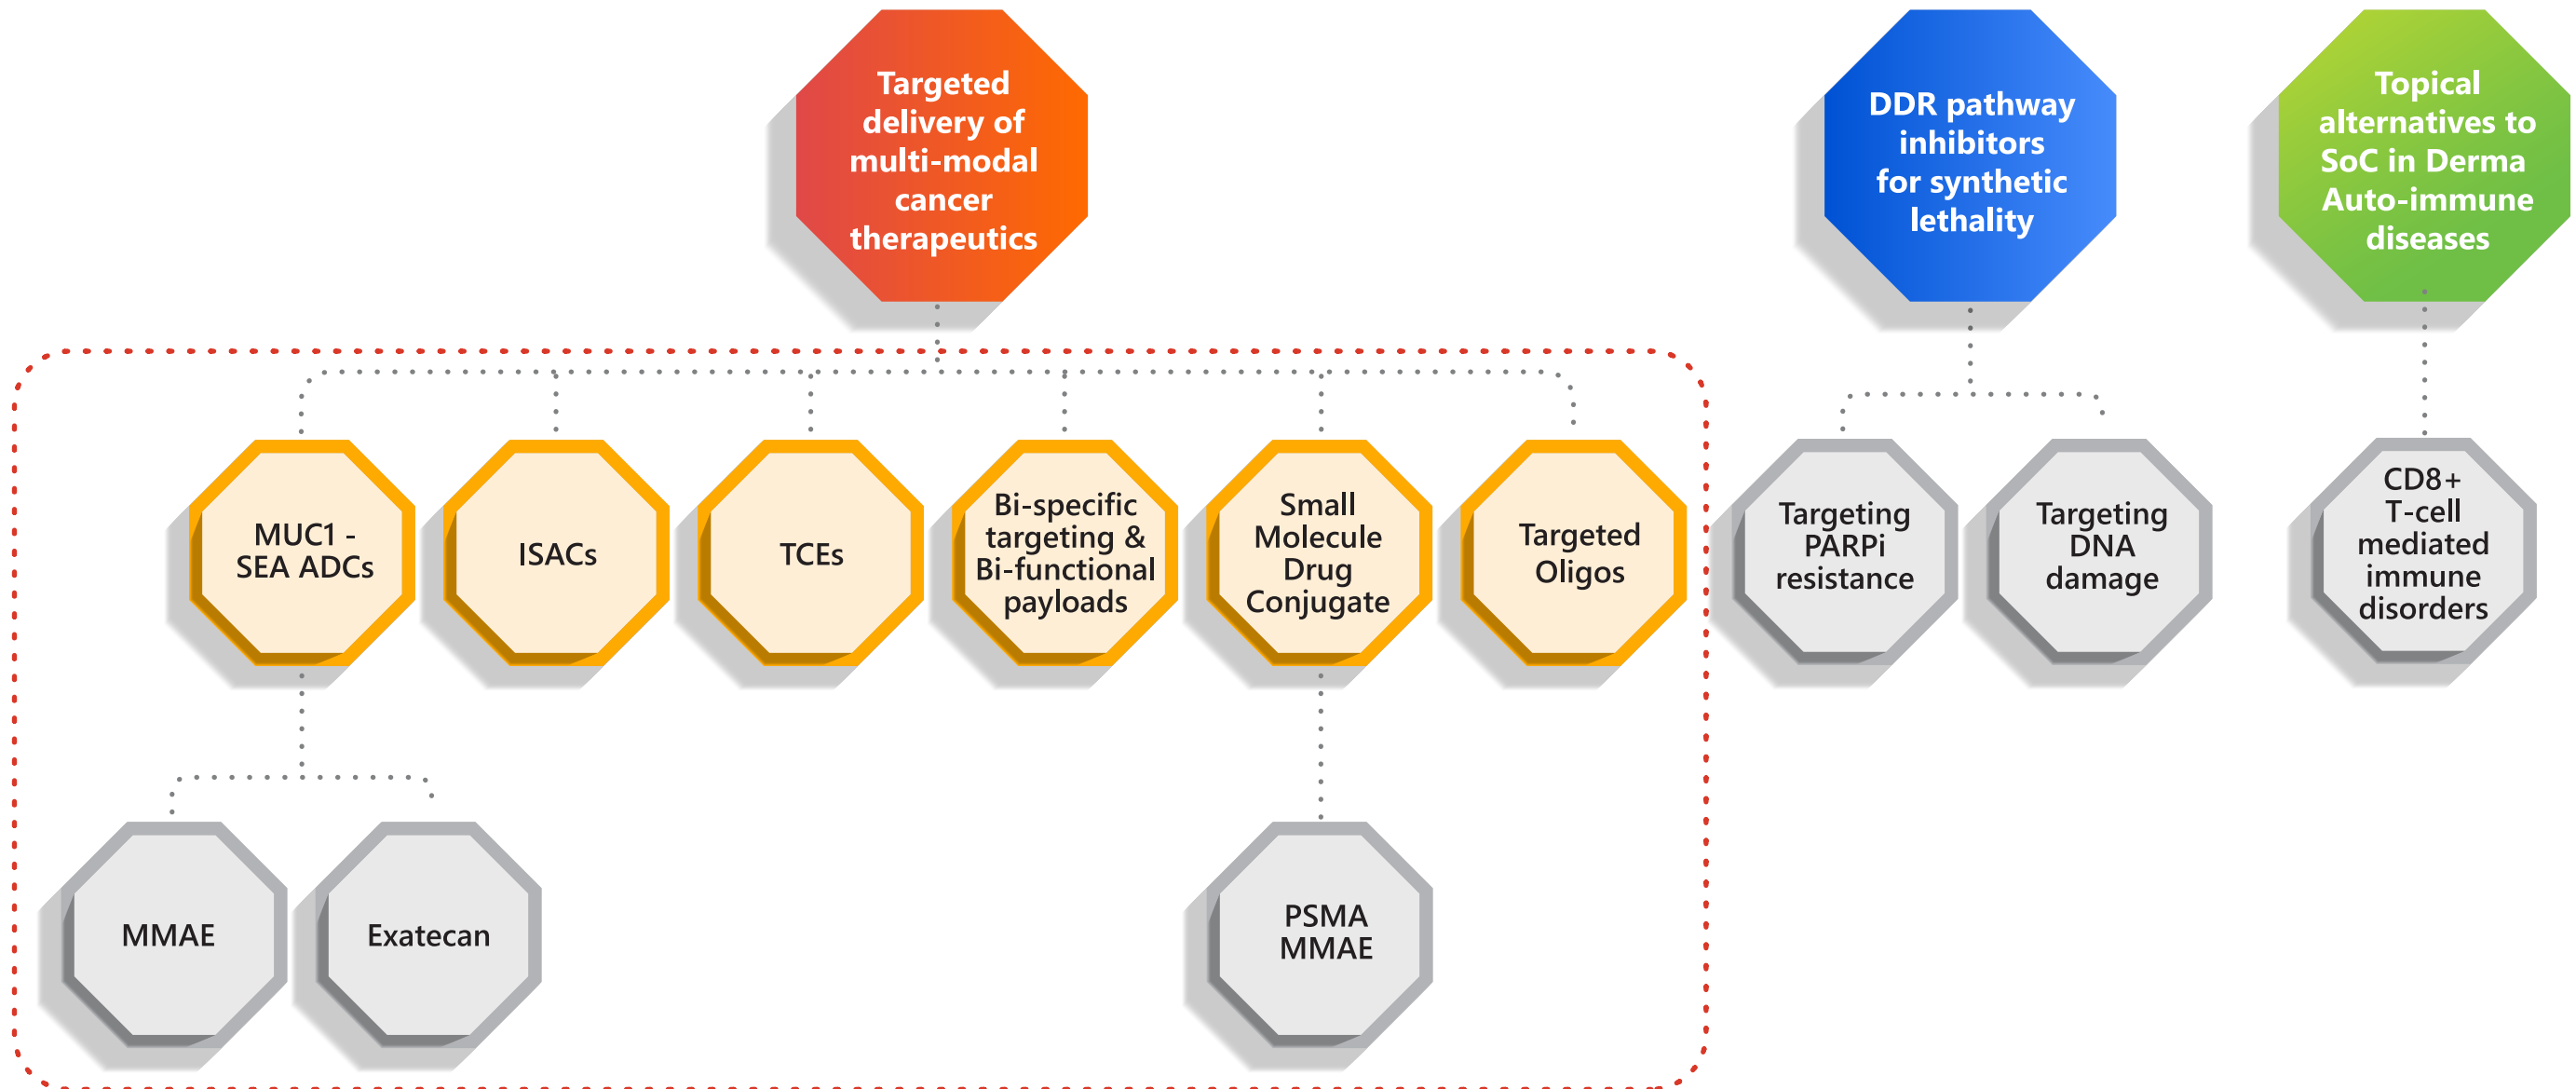 Targeted
delivery of
multi-modal
cancer
therapeutics
DDR pathway
inhibitors
for synthetic
lethality
Topical
alternatives to
SoC in Derma
Auto-immune
diseases
MUC1 -
SEA ADCs
ISACs
TCEs
Bi-specific
targeting &
Bi-functional
payloads
Small
Molecule
Drug
Conjugate
Targeted
Oligos
Targeting
PARPi
resistance
Targeting
DNA
damage
CD8+
T-cell
mediated
immune
disorders
MMAE
Exatecan
PSMA
MMAE